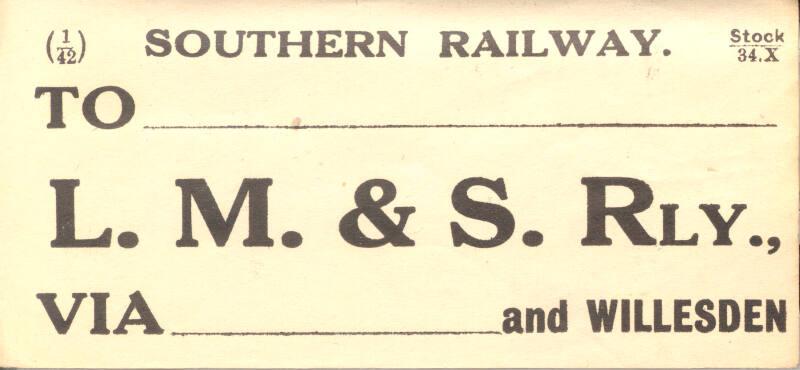 (1/42) SOUTHERN RAILWAY. Stock 34.X
TO
L. M. & S. RLY.,
VIA and WILLESDEN